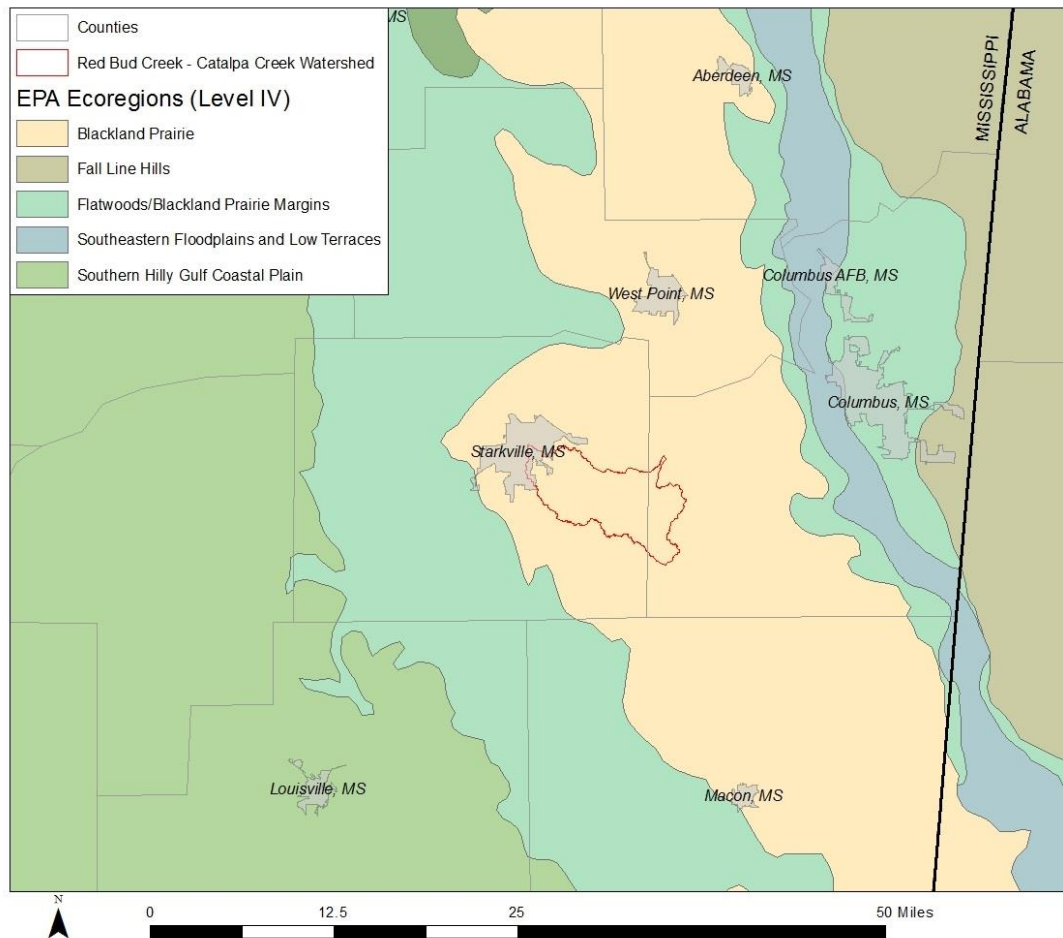 Counties
Red Bud Creek - Catalpa Creek Watershed
EPA Ecoregions (Level IV)
Blackland Prairie
Fall Line Hills
Flatwoods/Blackland Prairie Margins
Southeastern Floodplains and Low Terraces
Southern Hilly Gulf Coastal Plain
MS
Aberdeen, MS
MISSISSIPPI
ALABAMA
Columbus AFB, MS
West Point, MS
Columbus, MS
Starkville, MS
Louisville, MS
Macon, MS
N
0 12.5 25 50 Miles